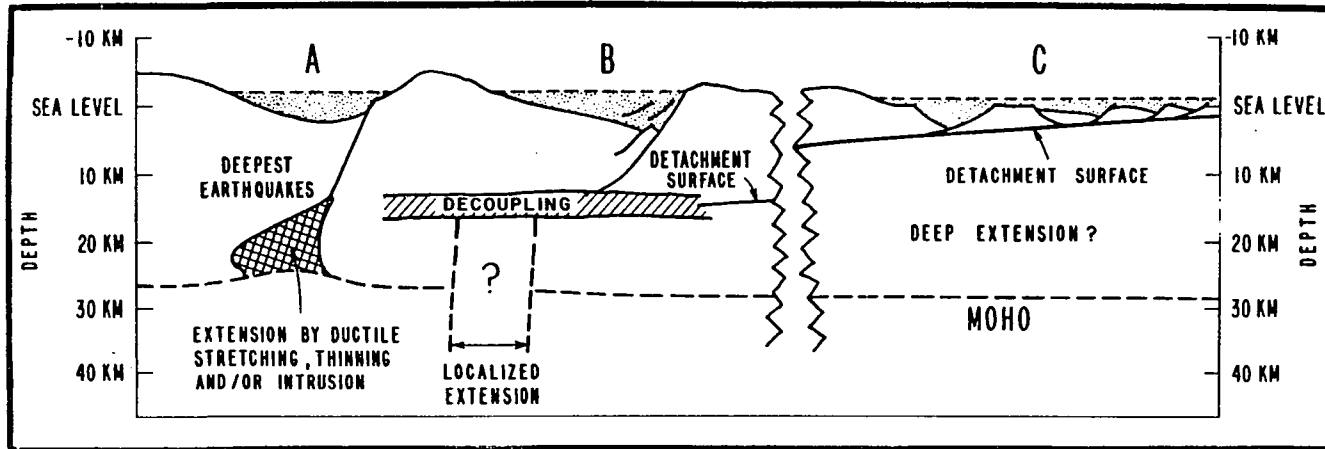 -10 KM
SEA LEVEL
10 KM
20 KM
30 KM
40 KM
DEPTH
A
B
C
DEEPEST
EARTHQUAKES
EXTENSION BY DUCTILE
STRETCHING, THINNING
AND/OR INTRUSION
DECOUPLING
?
LOCALIZED
EXTENSION
DETACHMENT
SURFACE
DETACHMENT SURFACE
DEEP EXTENSION?
MOHO
-10 KM
SEA LEVEL
10 KM
20 KM
30 KM
40 KM
DEPTH